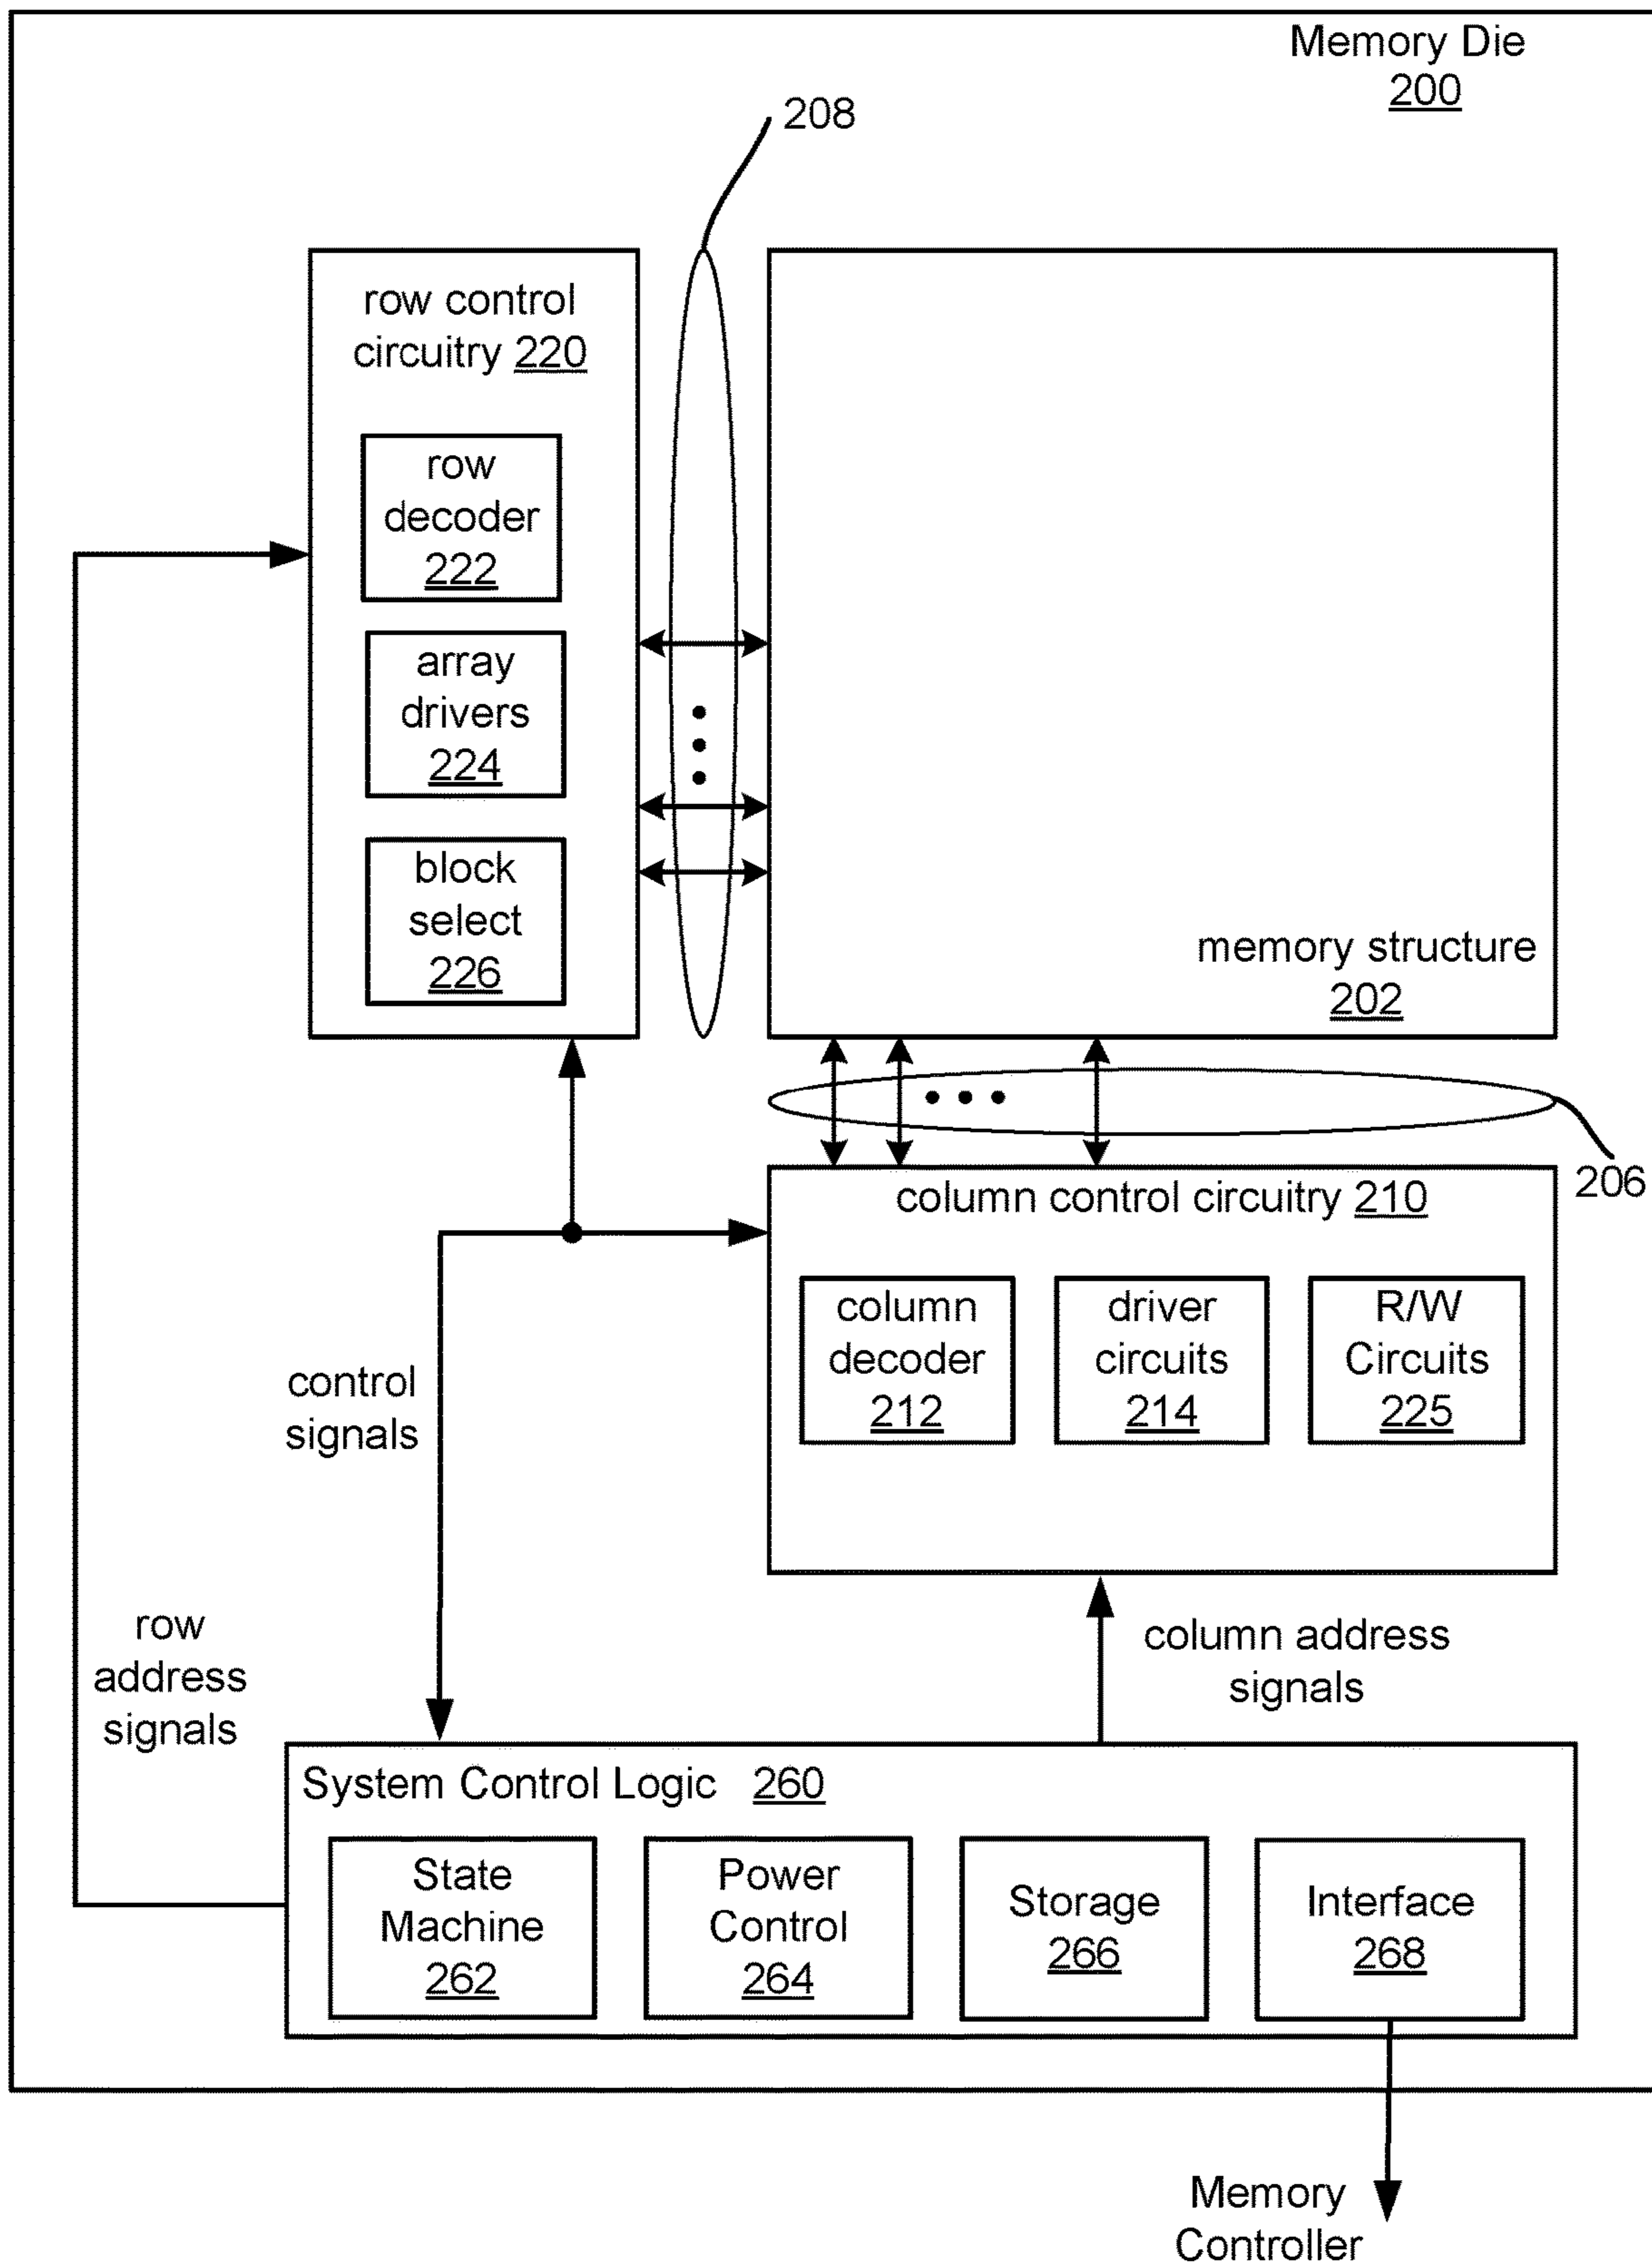 Memory Die
200
208
row control
circuitry 220
row
decoder
222
array
drivers
224
block
select
226
memory structure
202
206
column control circuitry 210
column
decoder
212
driver
circuits
214
R/W
Circuits
225
control
signals
row
address
signals
column address
signals
System Control Logic 260
State
Machine
262
Power
Control
264
Storage
266
Interface
268
Memory
Controller